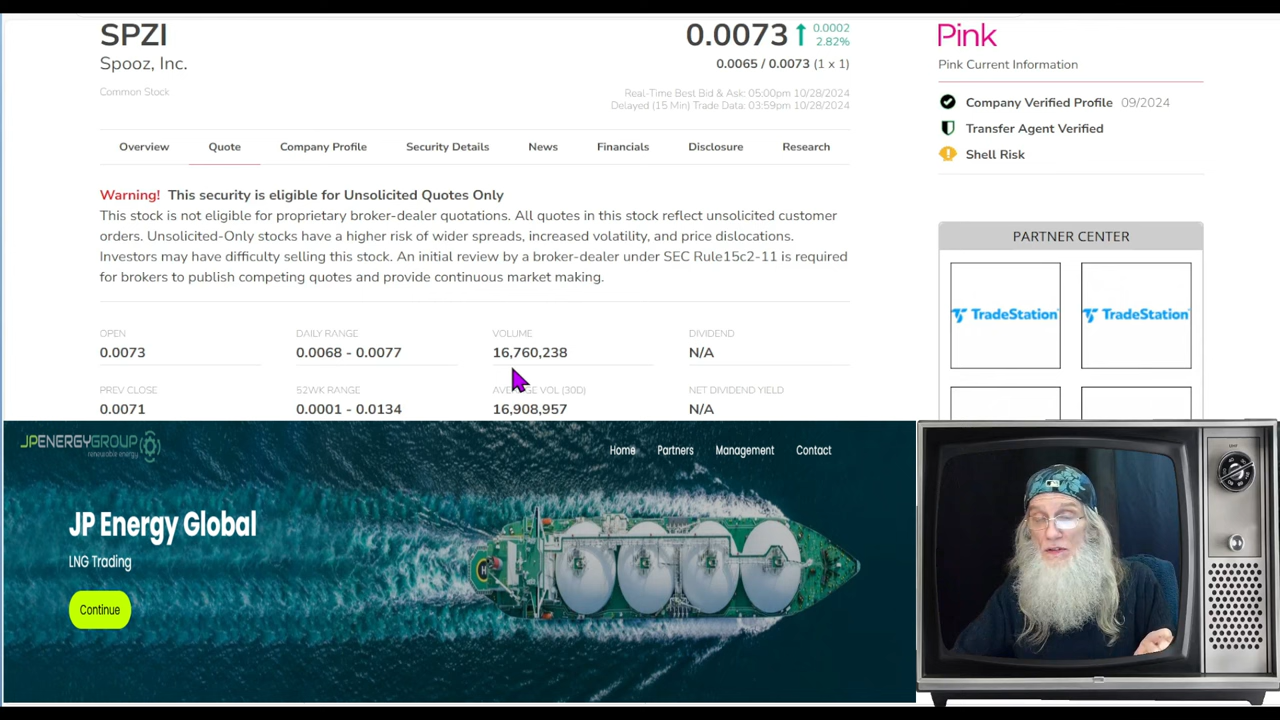 SPZI
0.0073
0.0002
2.82%
Spooz, Inc.
0.0065 / 0.0073 (1 x 1)
Common Stock
Real-Time Best Bid & Ask: 05:00pm 10/28/2024
Delayed (15 Min) Trade Data: 03:59pm 10/28/2024
Pink
Pink Current Information
Company Verified Profile 09/2024
Transfer Agent Verified
Shell Risk
Overview Quote Company Profile Security Details News Financials Disclosure Research
Warning! This security is eligible for Unsolicited Quotes Only
This stock is not eligible for proprietary broker-dealer quotations. All quotes in this stock reflect unsolicited customer
orders. Unsolicited-Only stocks have a higher risk of wider spreads, increased volatility, and price dislocations.
Investors may have difficulty selling this stock. An initial review by a broker-dealer under SEC Rule15c2-11 is required
for brokers to publish competing quotes and provide continuous market making.
PARTNER CENTER
TradeStation TradeStation
OPEN DAILY RANGE VOLUME DIVIDEND
0.0073 0.0068 - 0.0077 16,760,238 N/A
PREV CLOSE 52WK RANGE VOL (30D) NET DIVIDEND YIELD
0.0071 0.0001 - 0.0134 16,908,957 N/A
JPENERGYGROUP
renewable energy
Home Partners Management Contact
JP Energy Global
LNG Trading
Continue
H